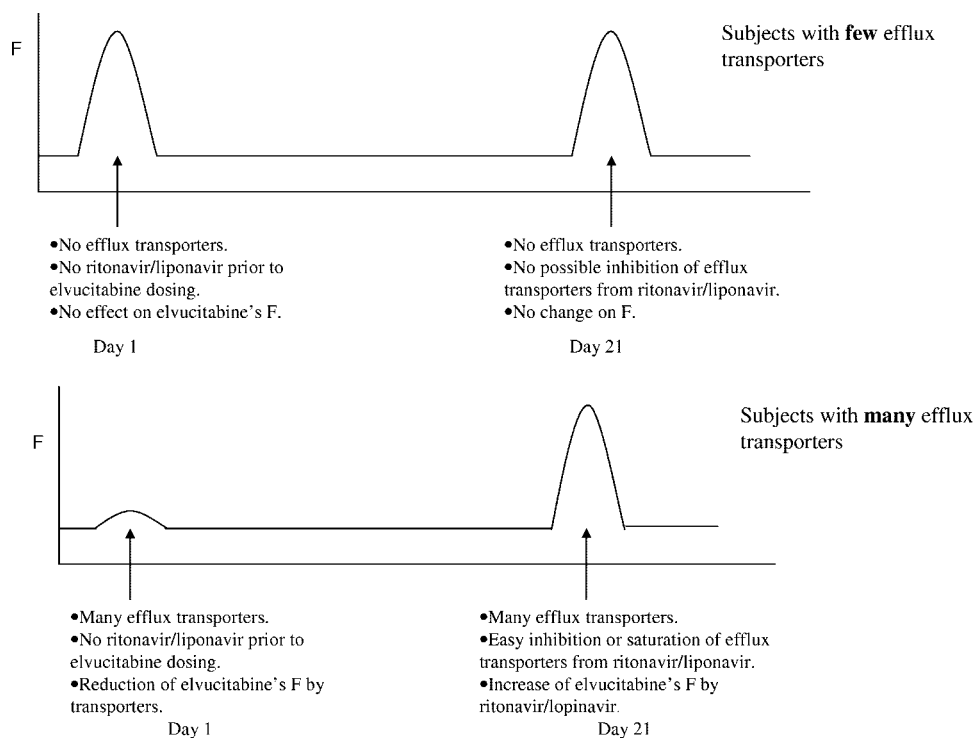 F
Subjects with few efflux
transporters
●No efflux transporters.
●No ritonavir/liponavir prior to
elvucitabine dosing.
●No effect on elvucitabine's F.
Day 1
●No efflux transporters.
●No possible inhibition of efflux
transporters from ritonavir/liponavir.
●No change on F.
Day 21
F
Subjects with many efflux
transporters
●Many efflux transporters.
●No ritonavir/liponavir prior to
elvucitabine dosing.
●Reduction of elvucitabine's F by
transporters.
Day 1
●Many efflux transporters.
●Easy inhibition or saturation of efflux
transporters from ritonavir/liponavir.
●Increase of elvucitabine's F by
ritonavir/lopinavir.
Day 21